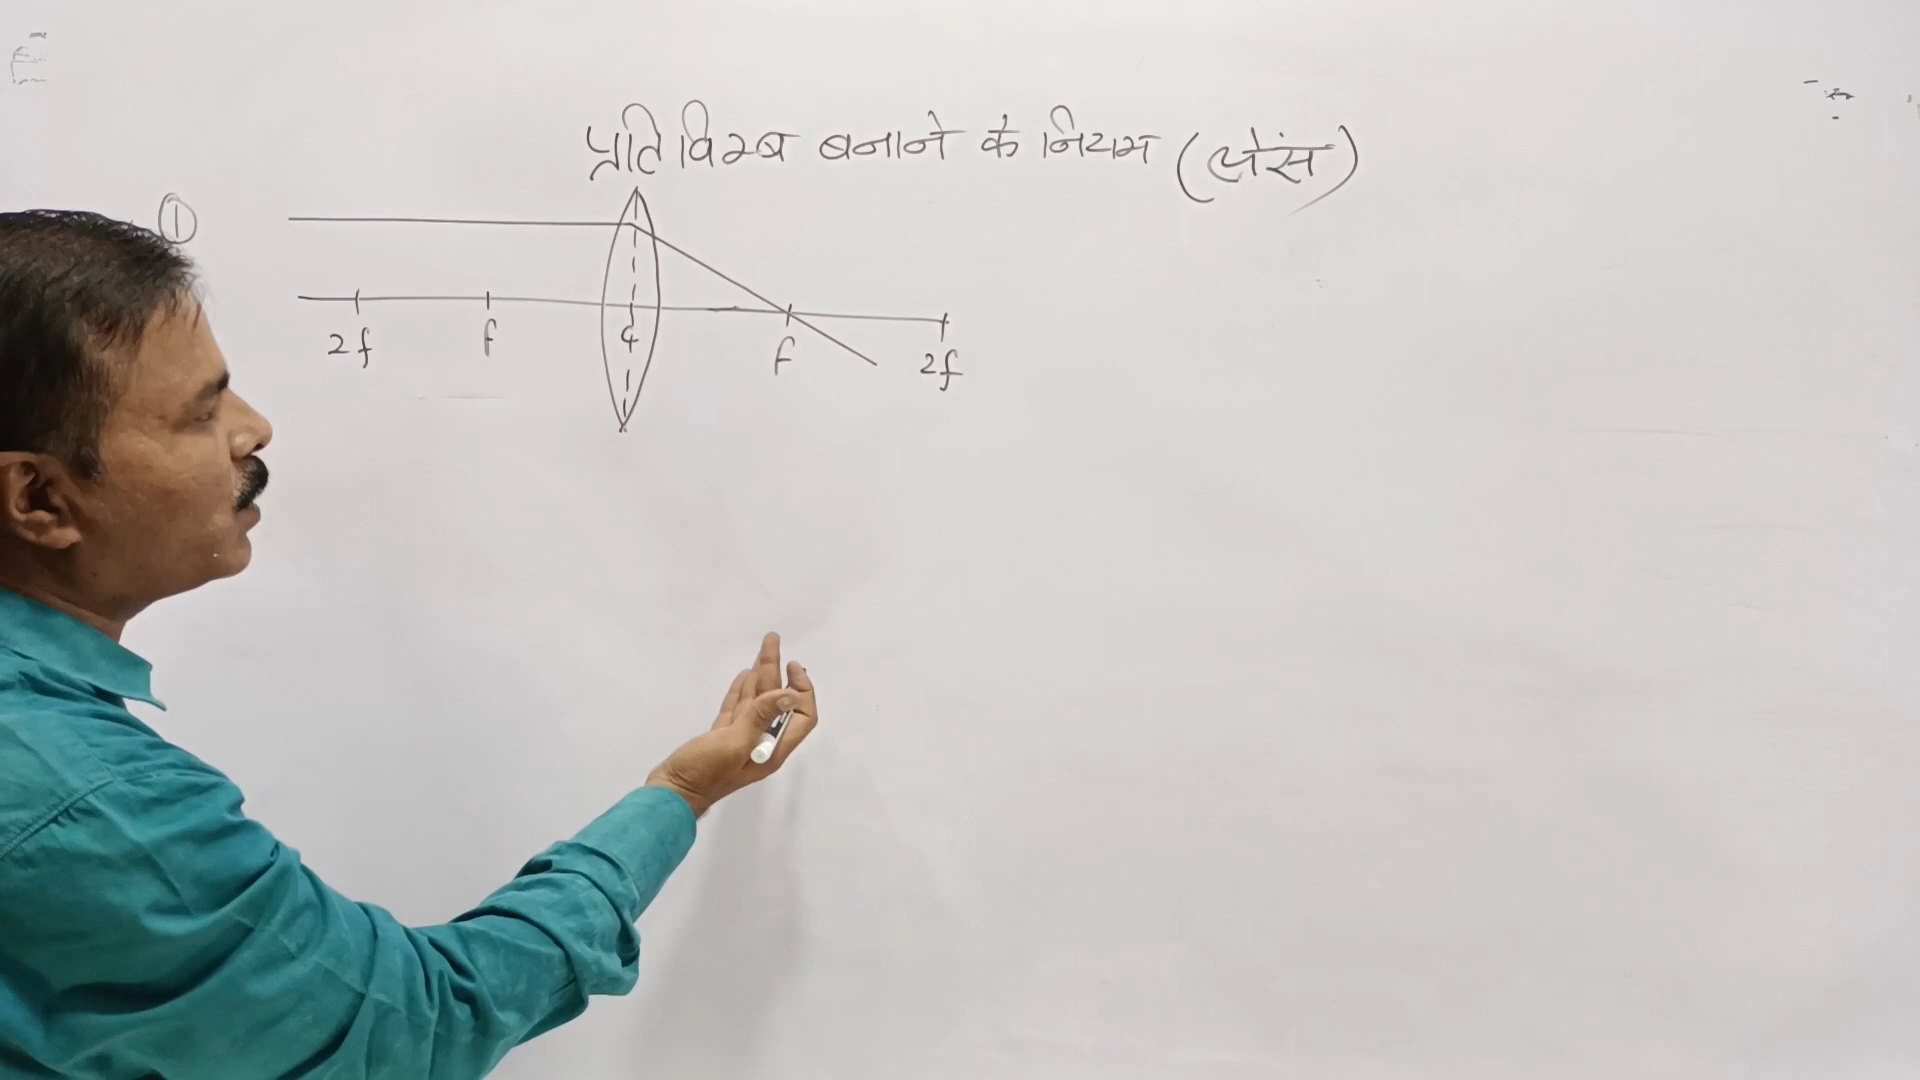 प्रतिबिम्ब बनाने के नियम (लेंस)
①
2f f f 2f